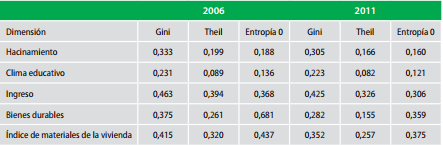 2006 2011
Dimensión Gini Theil Entropía 0 Gini Theil Entropía 0
Hacinamiento 0,333 0,199 0,188 0,305 0,166 0,160
Clima educativo 0,231 0,089 0,136 0,223 0,082 0,121
Ingreso 0,463 0,394 0,368 0,425 0,326 0,306
Bienes durables 0,375 0,261 0,681 0,282 0,155 0,359
Índice de materiales de la vivienda 0,415 0,320 0,437 0,352 0,257 0,375